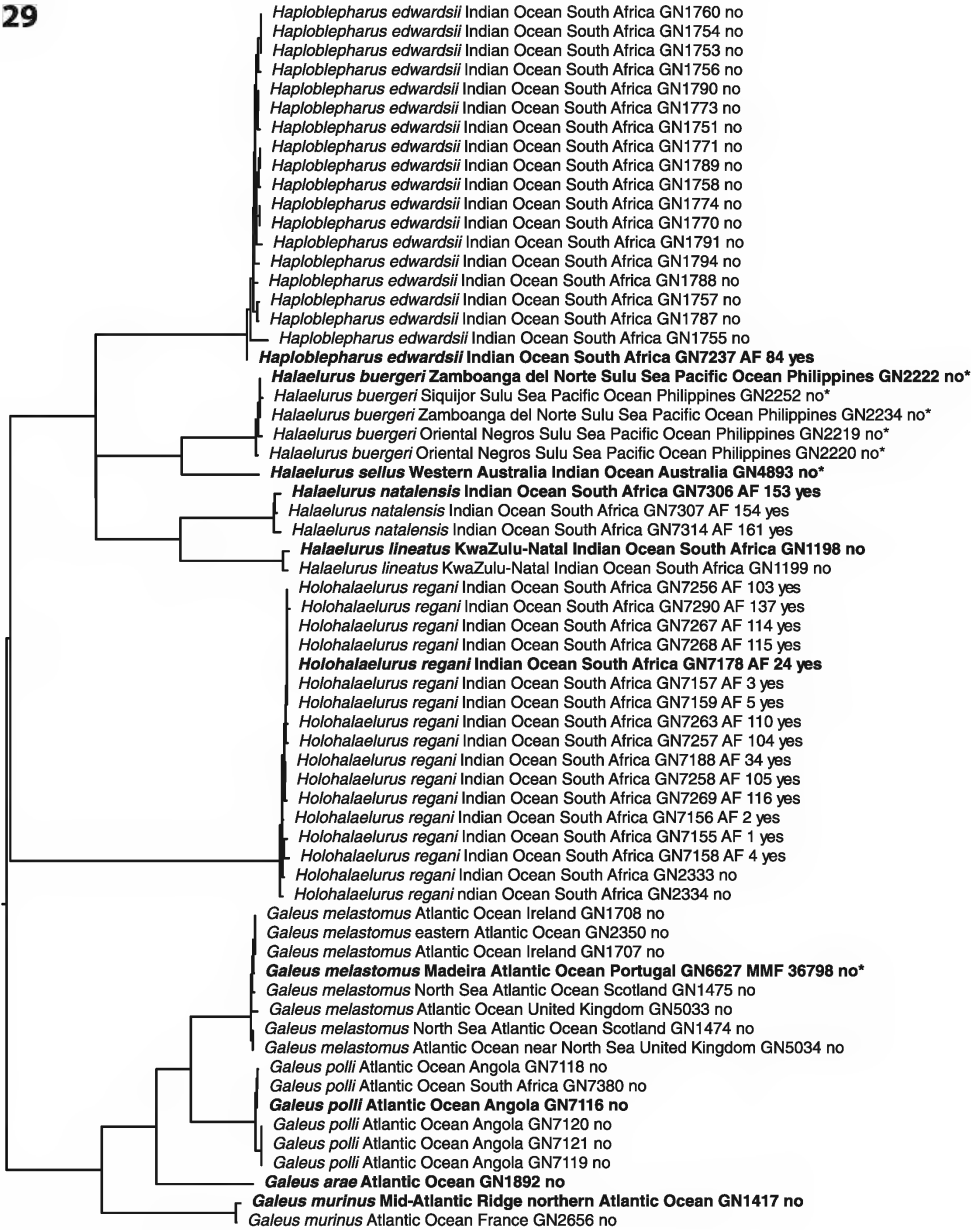 29
Haploblepharus edwardsii Indian Ocean South Africa GN1760 no
Haploblepharus edwardsii Indian Ocean South Africa GN1754 no
Haploblepharus edwardsii Indian Ocean South Africa GN1753 no
Haploblepharus edwardsii Indian Ocean South Africa GN1756 no
Haploblepharus edwardsii Indian Ocean South Africa GN1790 no
Haploblepharus edwardsii Indian Ocean South Africa GN1773 no
Haploblepharus edwardsii Indian Ocean South Africa GN1751 no
Haploblepharus edwardsii Indian Ocean South Africa GN1771 no
Haploblepharus edwardsii Indian Ocean South Africa GN1789 no
Haploblepharus edwardsii Indian Ocean South Africa GN1758 no
Haploblepharus edwardsii Indian Ocean South Africa GN1774 no
Haploblepharus edwardsii Indian Ocean South Africa GN1770 no
Haploblepharus edwardsii Indian Ocean South Africa GN1791 no
Haploblepharus edwardsii Indian Ocean South Africa GN1794 no
Haploblepharus edwardsii Indian Ocean South Africa GN1788 no
Haploblepharus edwardsii Indian Ocean South Africa GN1757 no
Haploblepharus edwardsii Indian Ocean South Africa GN1787 no
Haploblepharus edwardsii Indian Ocean South Africa GN1755 no
Haploblepharus edwardsii Indian Ocean South Africa GN7237 AF 84 yes
Halaelurus buergeri Zamboanga del Norte Sulu Sea Pacific Ocean Philippines GN2222 no*
Halaelurus buergeri Siquijor Sulu Sea Pacific Ocean Philippines GN2252 no*
Halaelurus buergeri Zamboanga del Norte Sulu Sea Pacific Ocean Philippines GN2234 no*
Halaelurus buergeri Oriental Negros Sulu Sea Pacific Ocean Philippines GN2219 no*
Halaelurus buergeri Oriental Negros Sulu Sea Pacific Ocean Philippines GN2220 no*
Halaelurus sellus Western Australia Indian Ocean Australia GN4893 no*
Halaelurus natalensis Indian Ocean South Africa GN7306 AF 153 yes
Halaelurus natalensis Indian Ocean South Africa GN7307 AF 154 yes
Halaelurus natalensis Indian Ocean South Africa GN7314 AF 161 yes
Halaelurus lineatus KwaZulu-Natal Indian Ocean South Africa GN1198 no
Halaelurus lineatus KwaZulu-Natal Indian Ocean South Africa GN1199 no
Holohalaelurus regani Indian Ocean South Africa GN7256 AF 103 yes
Holohalaelurus regani Indian Ocean South Africa GN7290 AF 137 yes
Holohalaelurus regani Indian Ocean South Africa GN7267 AF 114 yes
Holohalaelurus regani Indian Ocean South Africa GN7268 AF 115 yes
Holohalaelurus regani Indian Ocean South Africa GN7178 AF 24 yes
Holohalaelurus regani Indian Ocean South Africa GN7157 AF 3 yes
Holohalaelurus regani Indian Ocean South Africa GN7159 AF 5 yes
Holohalaelurus regani Indian Ocean South Africa GN7263 AF 110 yes
Holohalaelurus regani Indian Ocean South Africa GN7257 AF 104 yes
Holohalaelurus regani Indian Ocean South Africa GN7188 AF 34 yes
Holohalaelurus regani Indian Ocean South Africa GN7258 AF 105 yes
Holohalaelurus regani Indian Ocean South Africa GN7269 AF 116 yes
Holohalaelurus regani Indian Ocean South Africa GN7156 AF 2 yes
Holohalaelurus regani Indian Ocean South Africa GN7155 AF 1 yes
Holohalaelurus regani Indian Ocean South Africa GN7158 AF 4 yes
Holohalaelurus regani Indian Ocean South Africa GN2333 no
Holohalaelurus regani ndian Ocean South Africa GN2334 no
Galeus melastomus Atlantic Ocean Ireland GN1708 no
Galeus melastomus eastern Atlantic Ocean GN2350 no
Galeus melastomus Atlantic Ocean Ireland GN1707 no
Galeus melastomus Madeira Atlantic Ocean Portugal GN6627 MMF 36798 no*
Galeus melastomus North Sea Atlantic Ocean Scotland GN1475 no
Galeus melastomus Atlantic Ocean United Kingdom GN5033 no
Galeus melastomus North Sea Atlantic Ocean Scotland GN1474 no
Galeus melastomus Atlantic Ocean near North Sea United Kingdom GN5034 no
Galeus polli Atlantic Ocean Angola GN7118 no
Galeus polli Atlantic Ocean South Africa GN7380 no
Galeus polli Atlantic Ocean Angola GN7116 no
Galeus polli Atlantic Ocean Angola GN7120 no
Galeus polli Atlantic Ocean Angola GN7121 no
Galeus polli Atlantic Ocean Angola GN7119 no
Galeus arae Atlantic Ocean GN1892 no
Galeus murinus Mid-Atlantic Ridge northern Atlantic Ocean GN1417 no
Galeus murinus Atlantic Ocean France GN2656 no